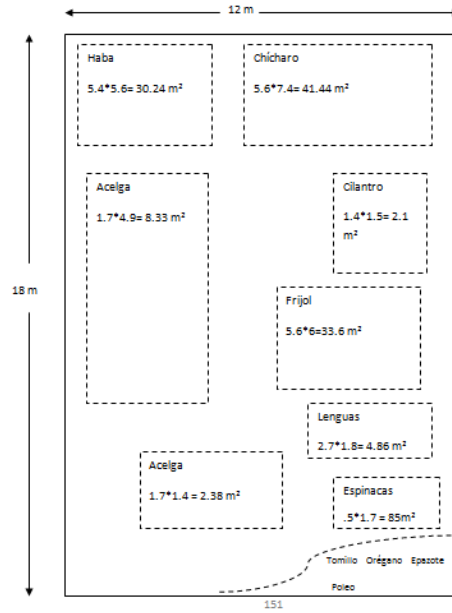 12 m
Haba
5.4*5.6= 30.24 m²
Chícharo
5.6*7.4= 41.44 m²
Acelga
1.7*4.9= 8.33 m²
Cilantro
1.4*1.5= 2.1
m²
18 m
Frijol
5.6*6=33.6 m²
Lenguas
2.7*1.8= 4.86 m²
Acelga
1.7*1.4 = 2.38 m²
Espinacas
.5*1.7 = 85m²
Tomillo Orégano Epazote
Poleo
151